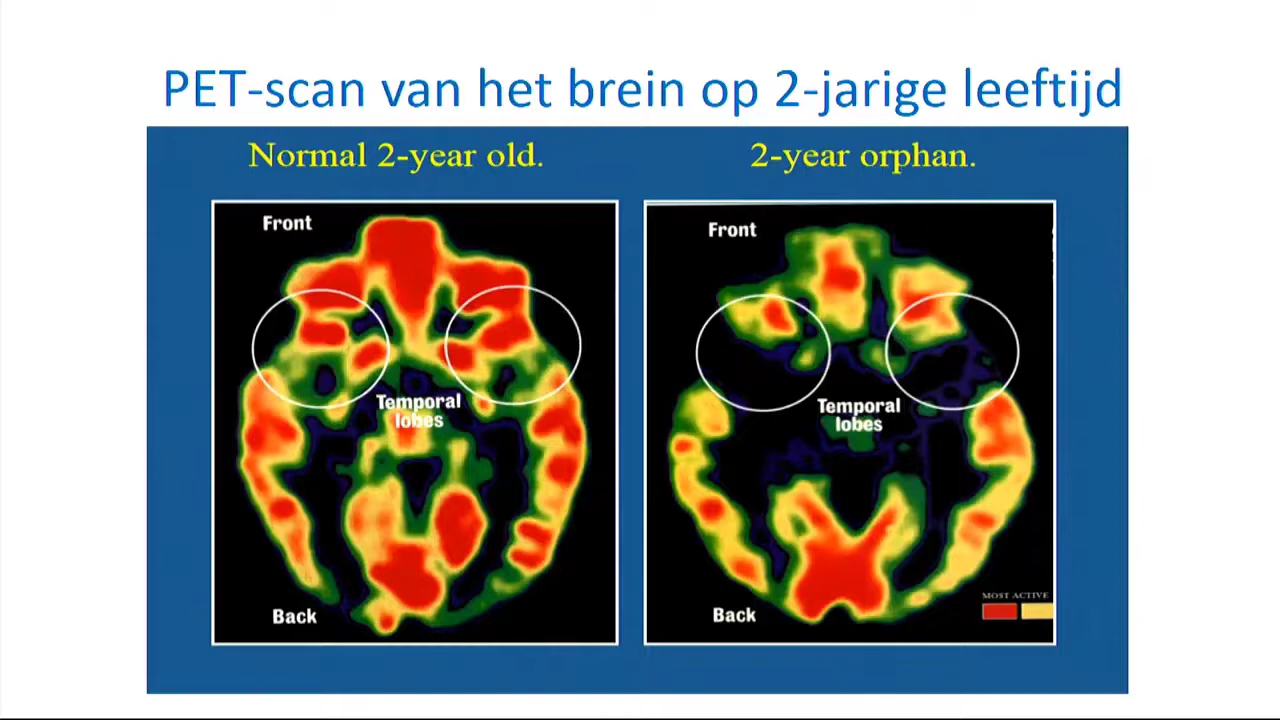 PET-scan van het brein op 2-jarige leeftijd
Normal 2-year old.
2-year orphan.
Front
Temporal
lobes
Back
Front
Temporal
lobes
Back
MOST ACTIVE